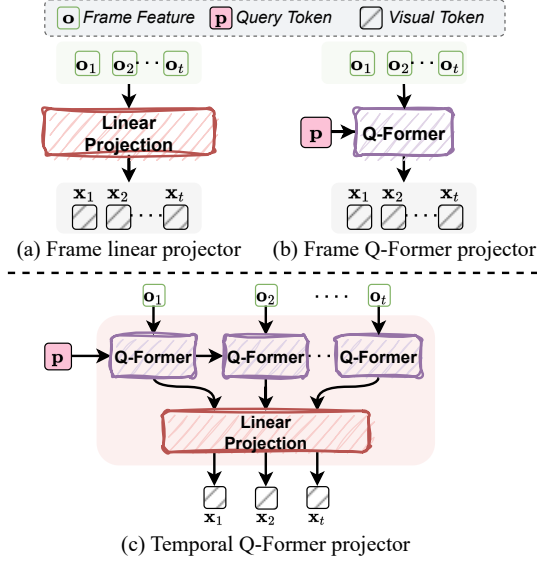 o Frame Feature p Query Token Visual Token
o1 o2 ... ot
Linear
Projection
x1 x2 .... xt
(a) Frame linear projector
o1 o2 ... ot
p Q-Former
x1 x2 .... xt
(b) Frame Q-Former projector
o1 o2 .... ot
p Q-Former Q-Former ... Q-Former
Linear
Projection
x1 x2 xt
(c) Temporal Q-Former projector